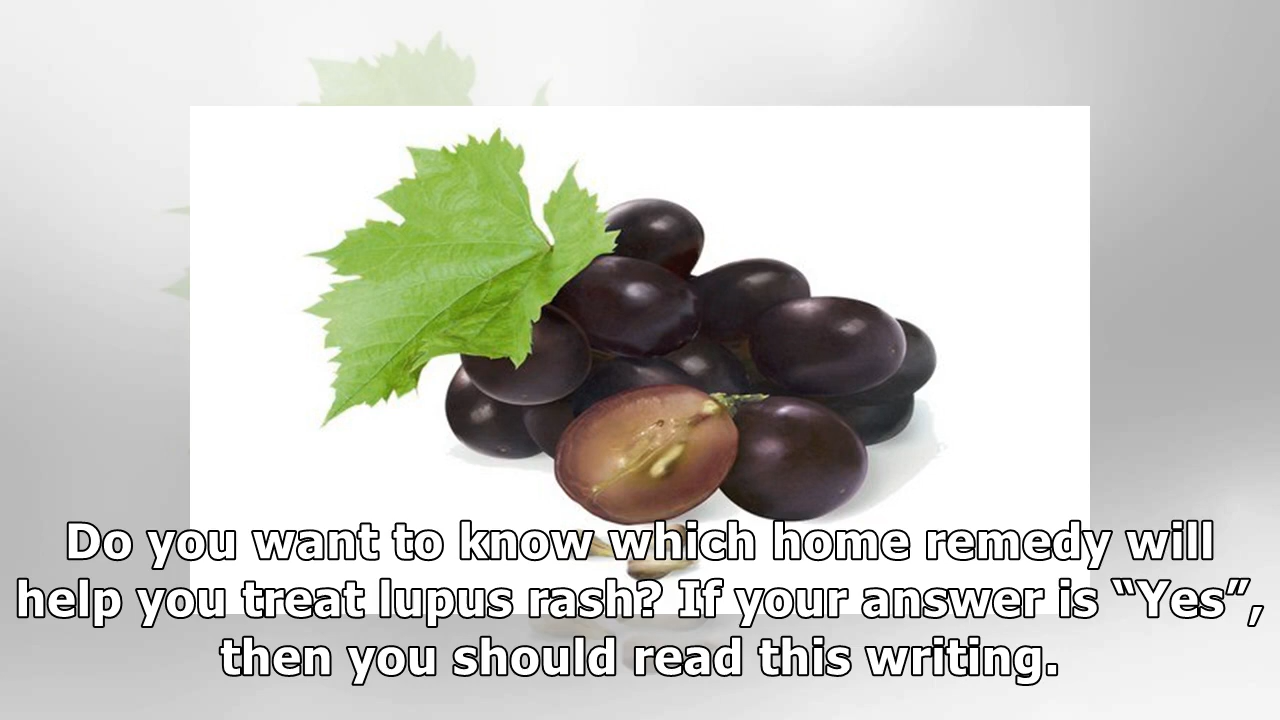 Do you want to know which home remedy will
help you treat lupus rash? If your answer is “Yes”,
then you should read this writing.